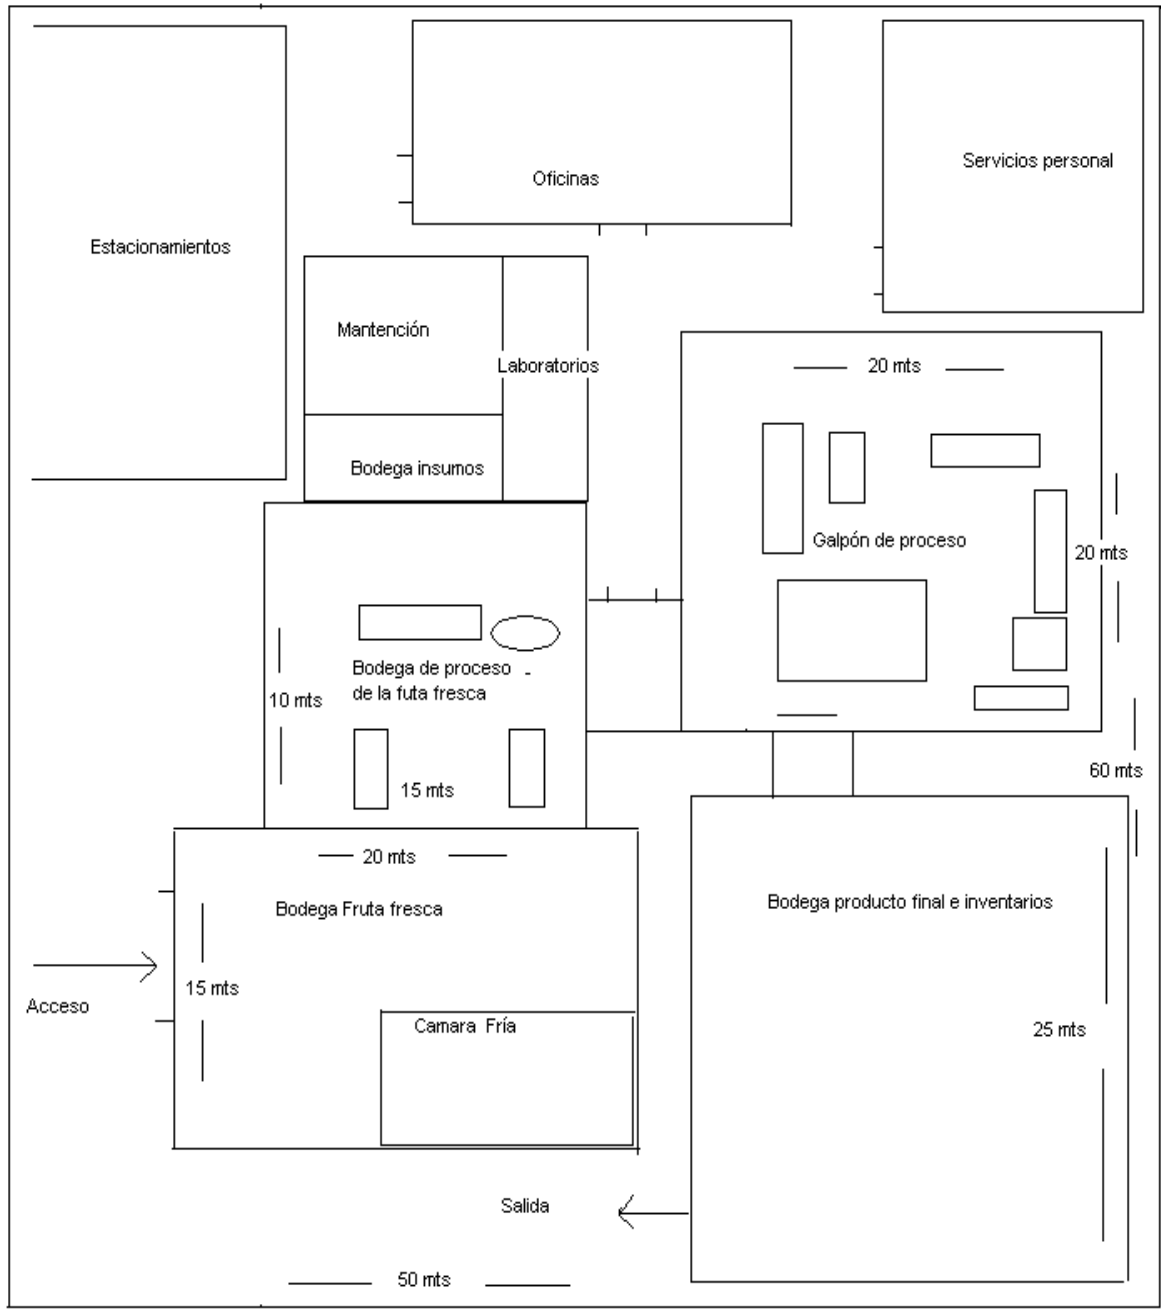 Oficinas
Servicios personal
Estacionamientos
Mantención
Laboratorios
20 mts
Bodega insumos
Galpón de proceso
20 mts
Bodega de proceso
de la futa fresca
10 mts
15 mts
60 mts
20 mts
Bodega Fruta fresca
Bodega producto final e inventarios
15 mts
Acceso
Camara Fría
25 mts
Salida
50 mts